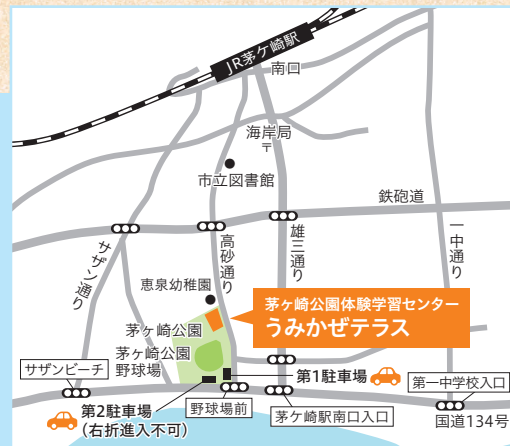 JR茅ケ崎駅
南口
海岸局
〒
市立図書館
鉄砲道
サザン通り
高砂通り
雄三通り
一中通り
恵泉幼稚園
茅ヶ崎公園体験学習センター
うみかぜテラス
茅ヶ崎公園
茅ヶ崎公園
野球場
サザンビーチ
第1駐車場
第一中学校入口
第2駐車場
(右折進入不可)
野球場前
茅ケ崎駅南口入口
国道134号